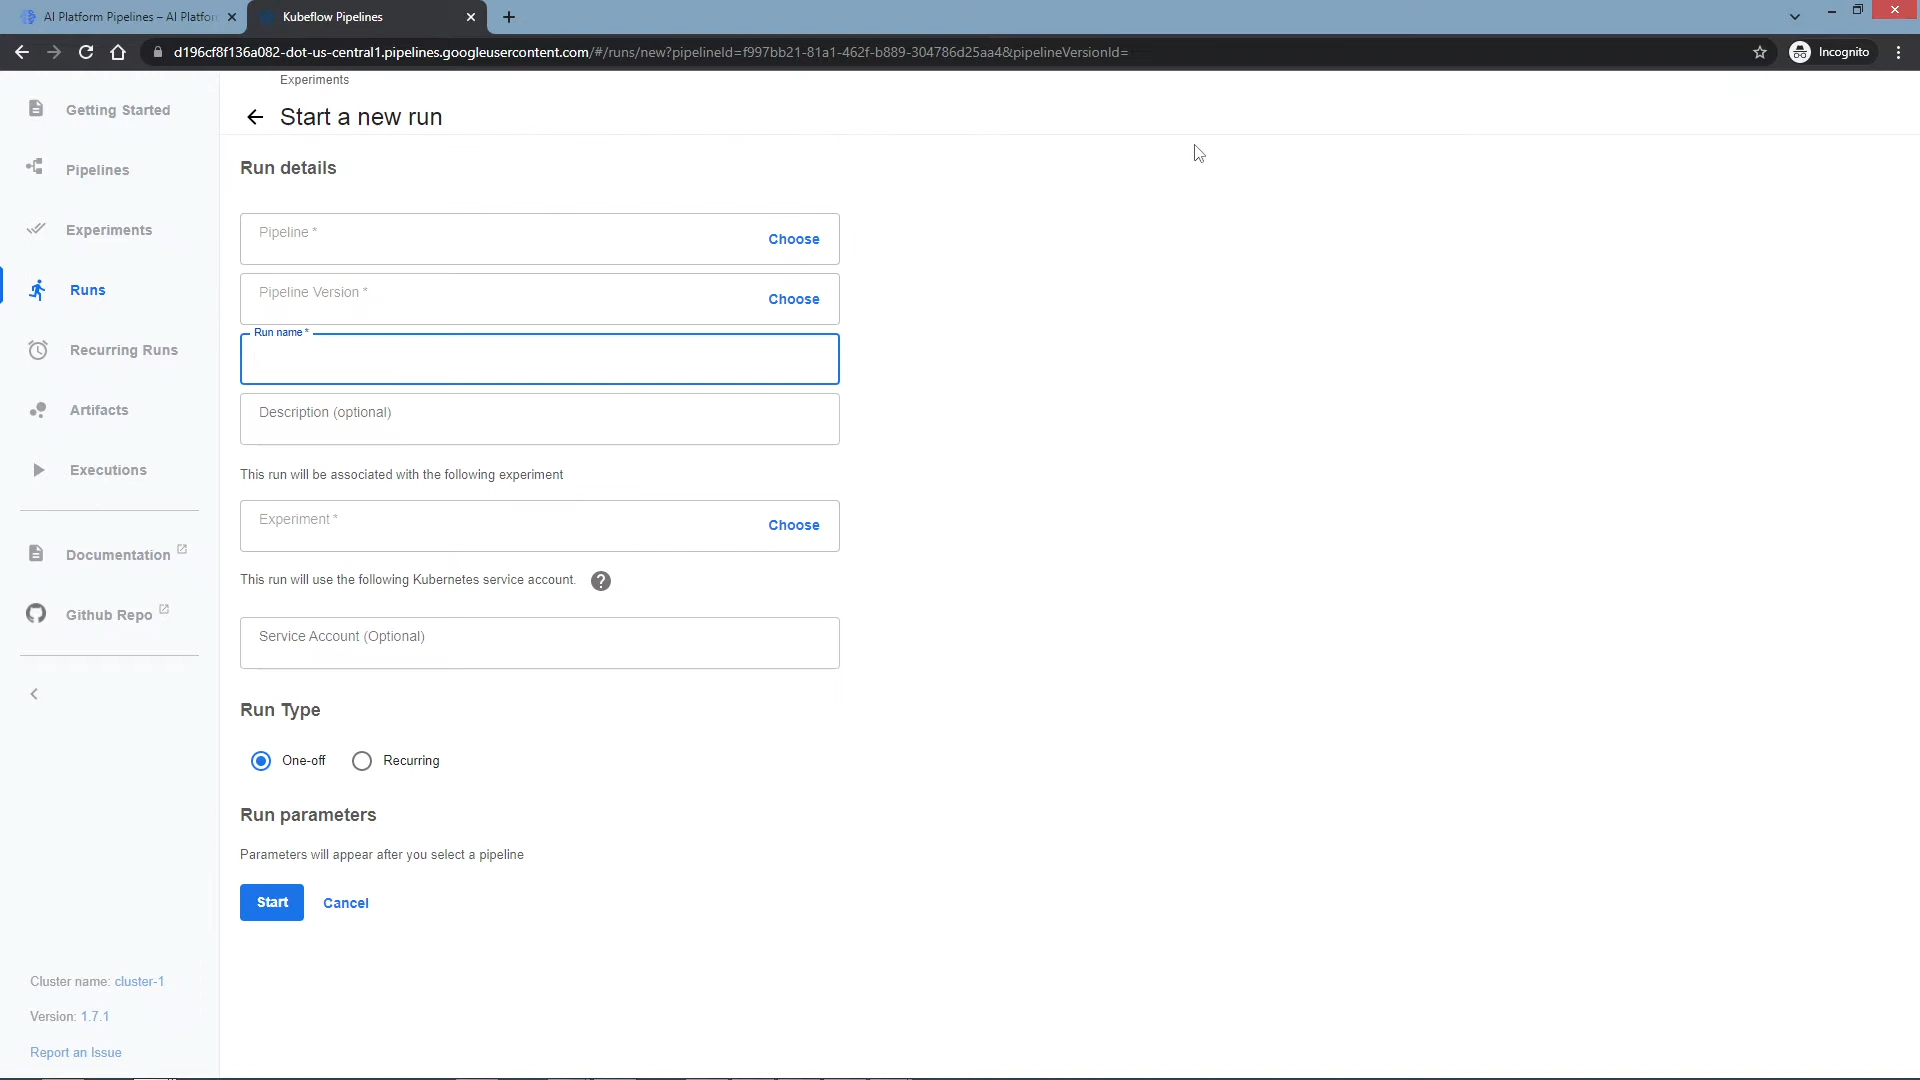 AI Platform Pipelines – AI Platfor
Kubeflow Pipelines
d196cf8f136a082-dot-us-central1.pipelines.googleusercontent.com/#/runs/new?pipelineId=f997bb21-81a1-462f-b889-304786d25aa4&pipelineVersionId=
Incognito
Experiments
Start a new run
Getting Started
Pipelines
Experiments
Runs
Recurring Runs
Artifacts
Executions
Documentation
Github Repo
Cluster name: cluster-1
Version: 1.7.1
Report an Issue
Run details
Pipeline *
Choose
Pipeline Version *
Choose
Run name *
Description (optional)
This run will be associated with the following experiment
Experiment *
Choose
This run will use the following Kubernetes service account.
?
Service Account (Optional)
Run Type
One-off
Recurring
Run parameters
Parameters will appear after you select a pipeline
Start
Cancel